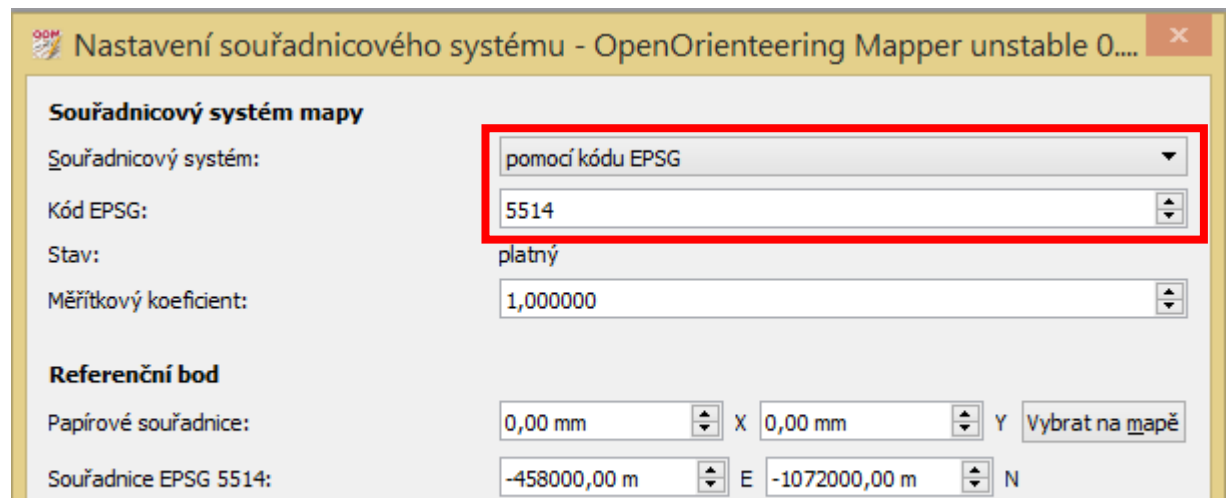 Nastavení souřadnicového systému - OpenOrienteering Mapper unstable 0....
Souřadnicový systém mapy
Souřadnicový systém: pomocí kódu EPSG
Kód EPSG: 5514
Stav: platný
Měřítkový koeficient: 1,000000
Referenční bod
Papírové souřadnice: 0,00 mm X 0,00 mm Y Vybrat na mapě
Souřadnice EPSG 5514: -458000,00 m E -1072000,00 m N